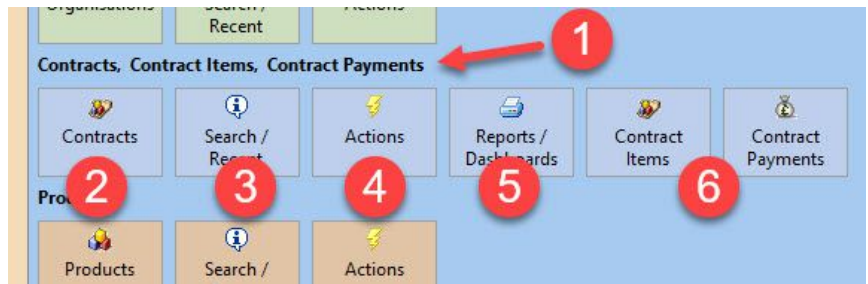 Organisations
Search /
Recent
Actions
1
Contracts, Contract Items, Contract Payments
Contracts
Search /
Recent
Actions
Reports /
Dashboards
Contract
Items
Contract
Payments
2
3
4
5
6
Products
Search /
Actions